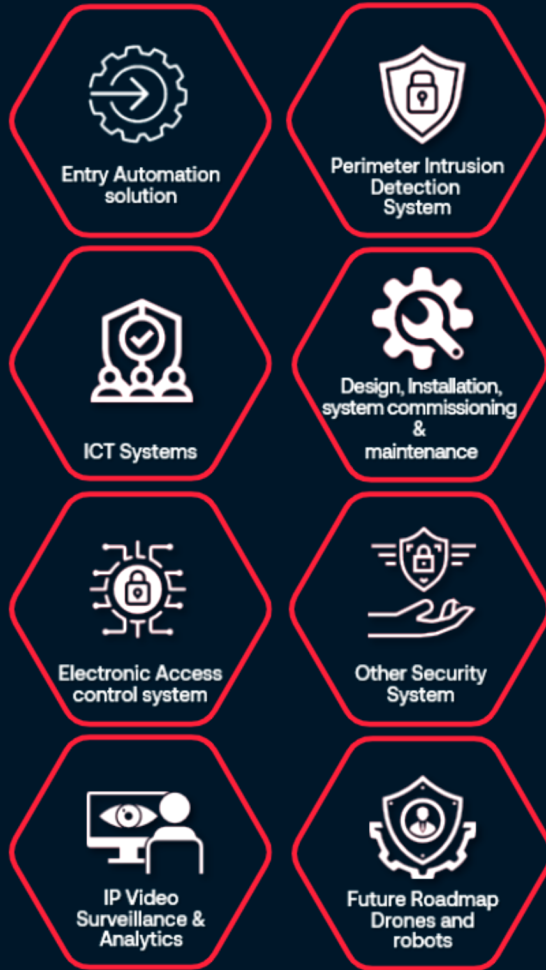 Entry Automation
solution
Perimeter Intrusion
Detection
System
ICT Systems
Design, Installation,
system commissioning
&
maintenance
Electronic Access
control system
Other Security
System
IP Video
Surveillance &
Analytics
Future Roadmap
Drones and
robots